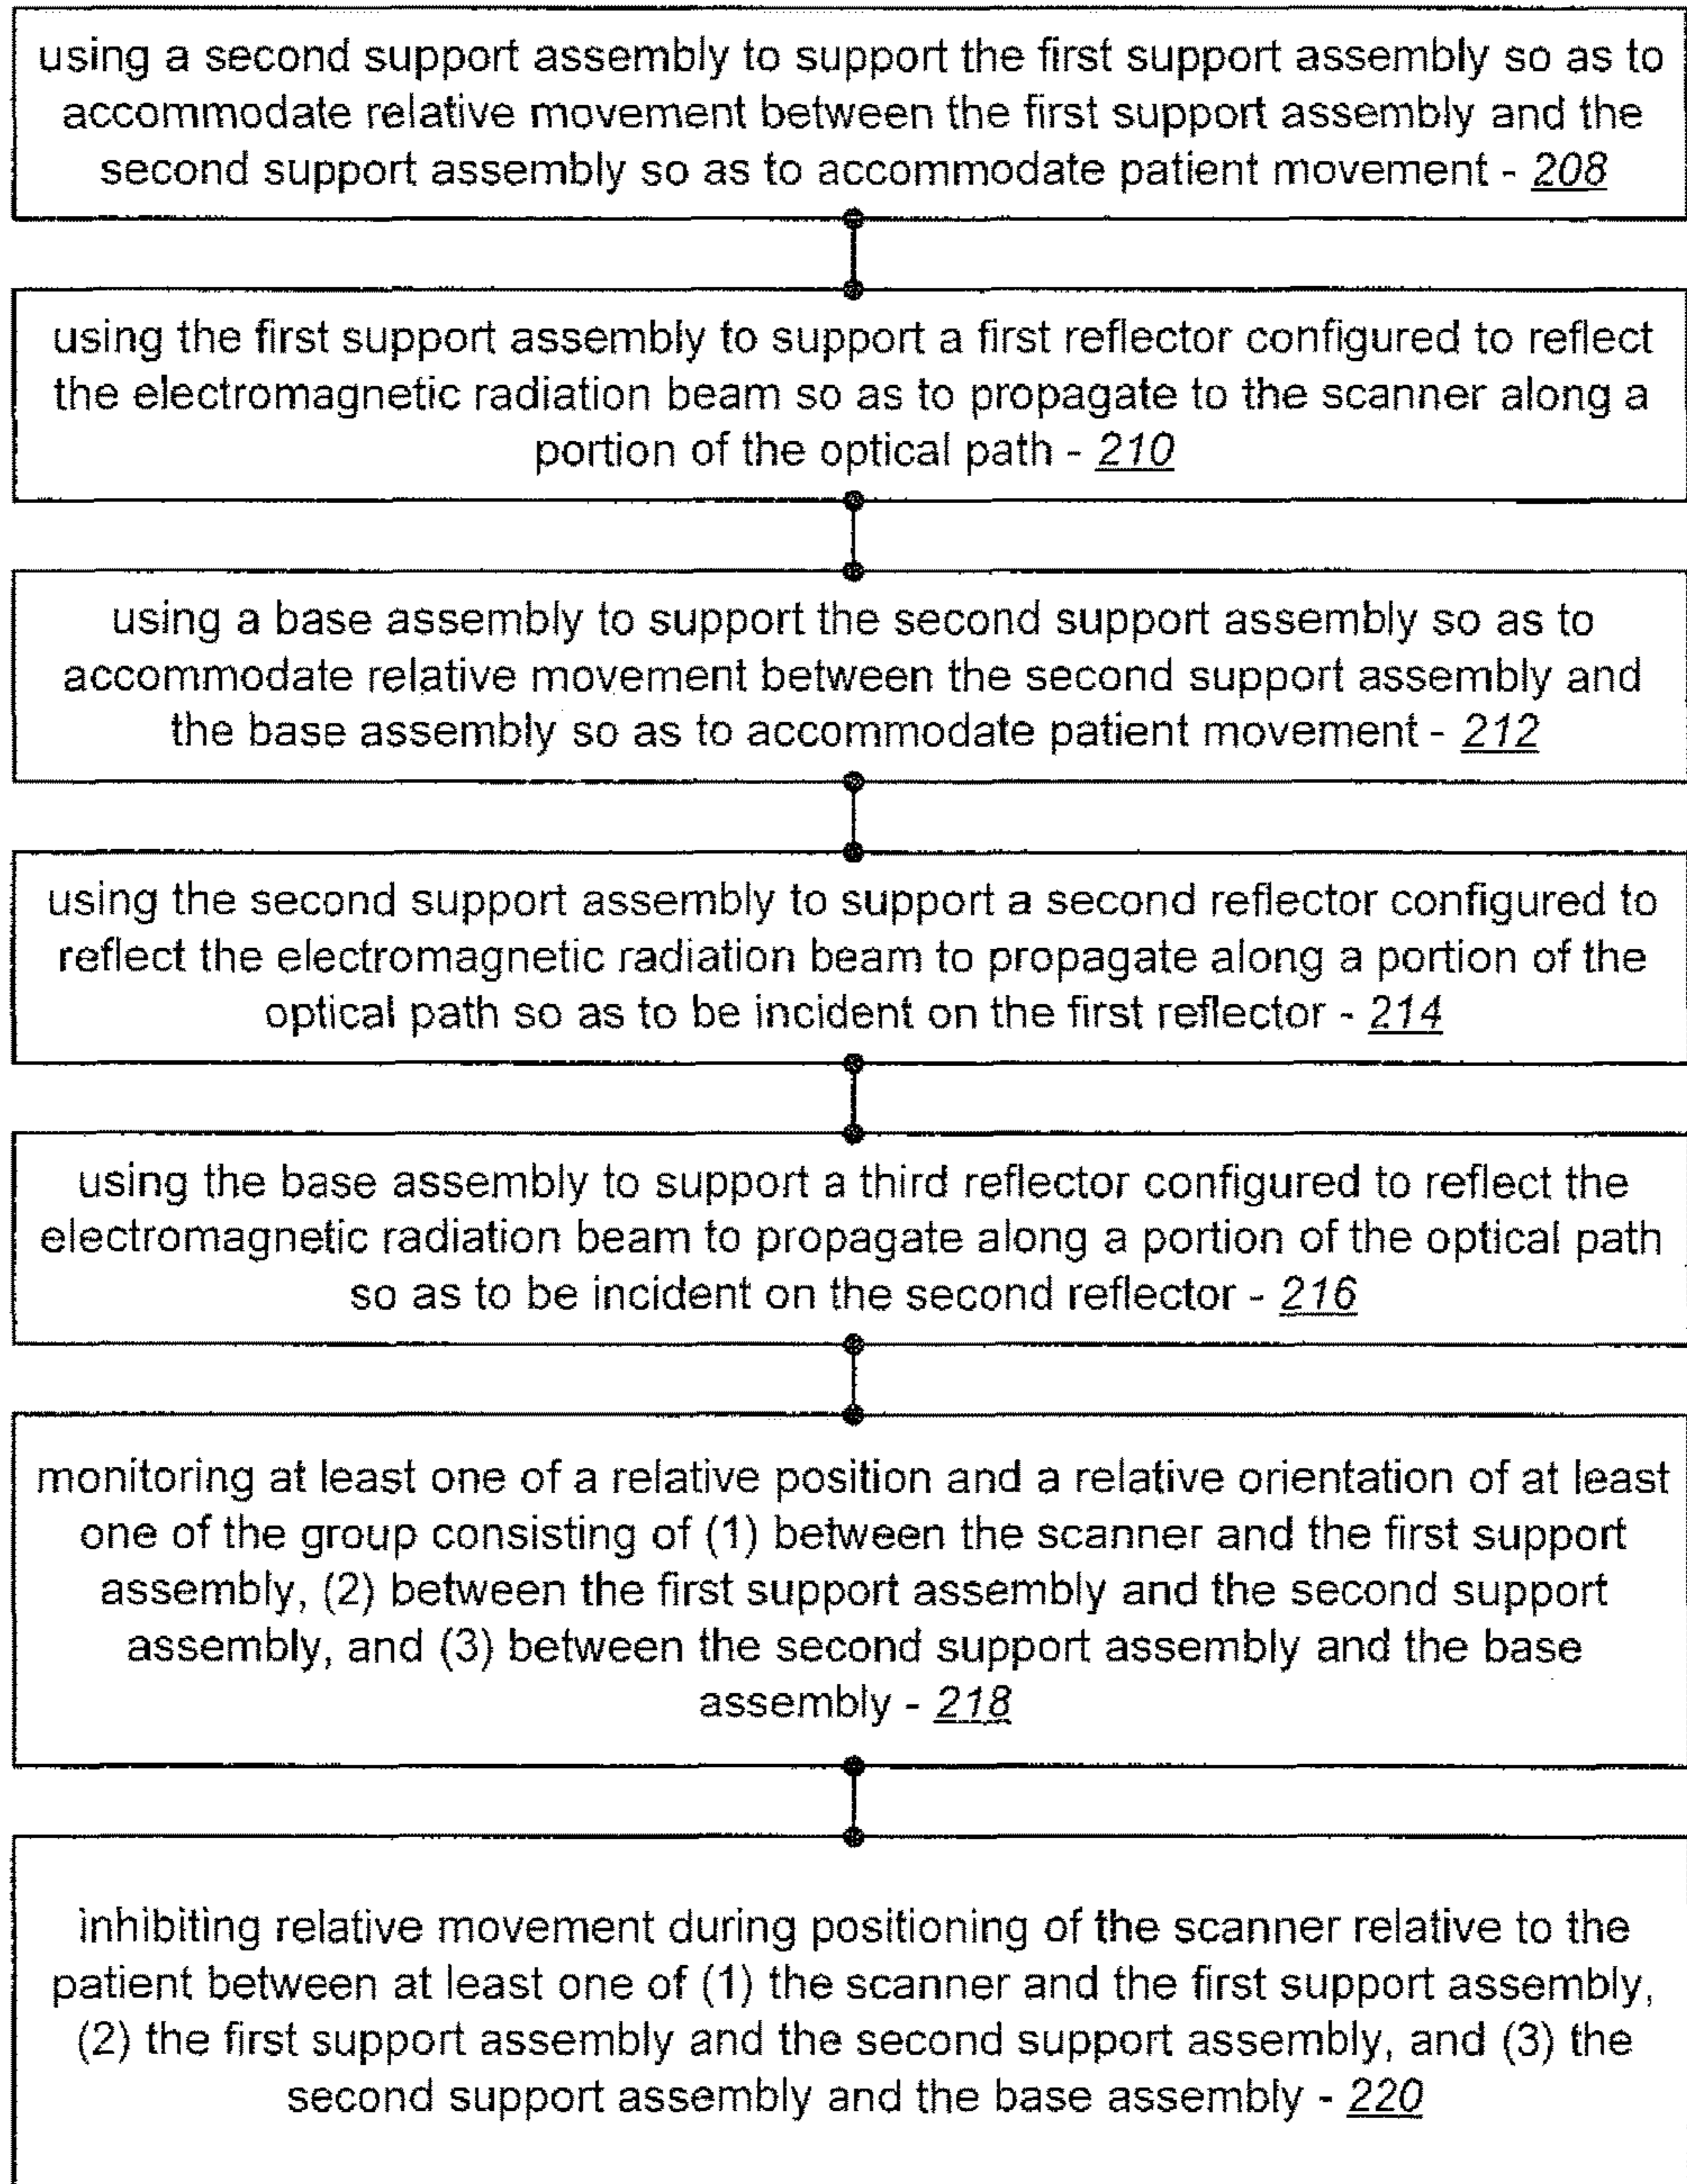 using a second support assembly to support the first support assembly so as to
accommodate relative movement between the first support assembly and the
second support assembly so as to accommodate patient movement - 208
using the first support assembly to support a first reflector configured to reflect
the electromagnetic radiation beam so as to propagate to the scanner along a
portion of the optical path - 210
using a base assembly to support the second support assembly so as to
accommodate relative movement between the second support assembly and
the base assembly so as to accommodate patient movement - 212
using the second support assembly to support a second reflector configured to
reflect the electromagnetic radiation beam to propagate along a portion of the
optical path so as to be incident on the first reflector - 214
using the base assembly to support a third reflector configured to reflect the
electromagnetic radiation beam to propagate along a portion of the optical path
so as to be incident on the second reflector - 216
monitoring at least one of a relative position and a relative orientation of at least
one of the group consisting of (1) between the scanner and the first support
assembly, (2) between the first support assembly and the second support
assembly, and (3) between the second support assembly and the base
assembly - 218
inhibiting relative movement during positioning of the scanner relative to the
patient between at least one of (1) the scanner and the first support assembly,
(2) the first support assembly and the second support assembly, and (3) the
second support assembly and the base assembly - 220